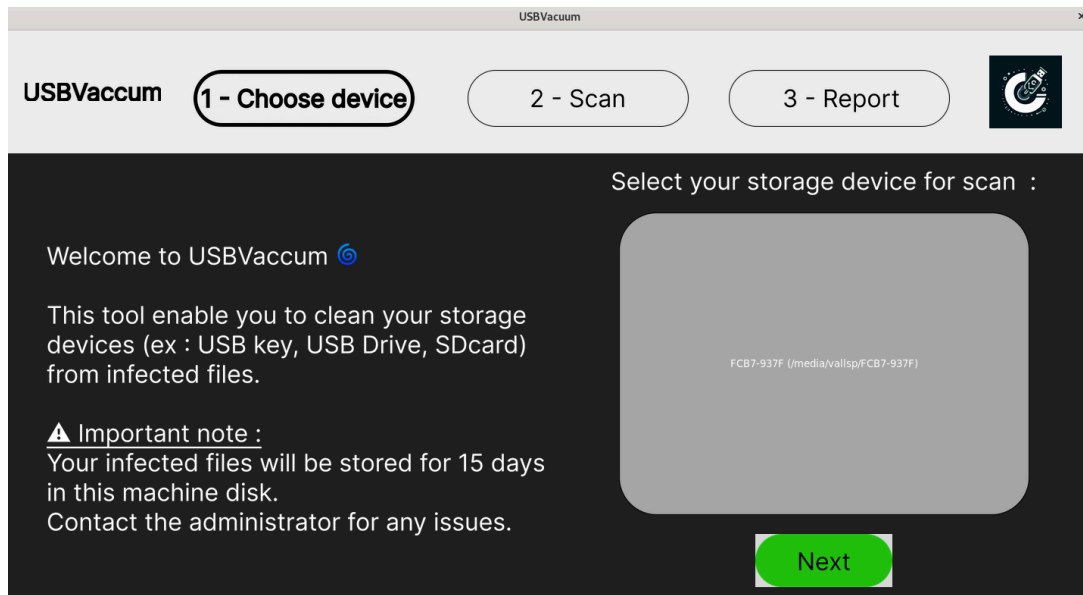 USBVacuum
×
USBVaccum
1 - Choose device
2 - Scan
3 - Report
Welcome to USBVaccum 🌀
This tool enable you to clean your storage
devices (ex : USB key, USB Drive, SDcard)
from infected files.
⚠ Important note :
Your infected files will be stored for 15 days
in this machine disk.
Contact the administrator for any issues.
Select your storage device for scan :
FCB7-937F (/media/vallsp/FCB7-937F)
Next